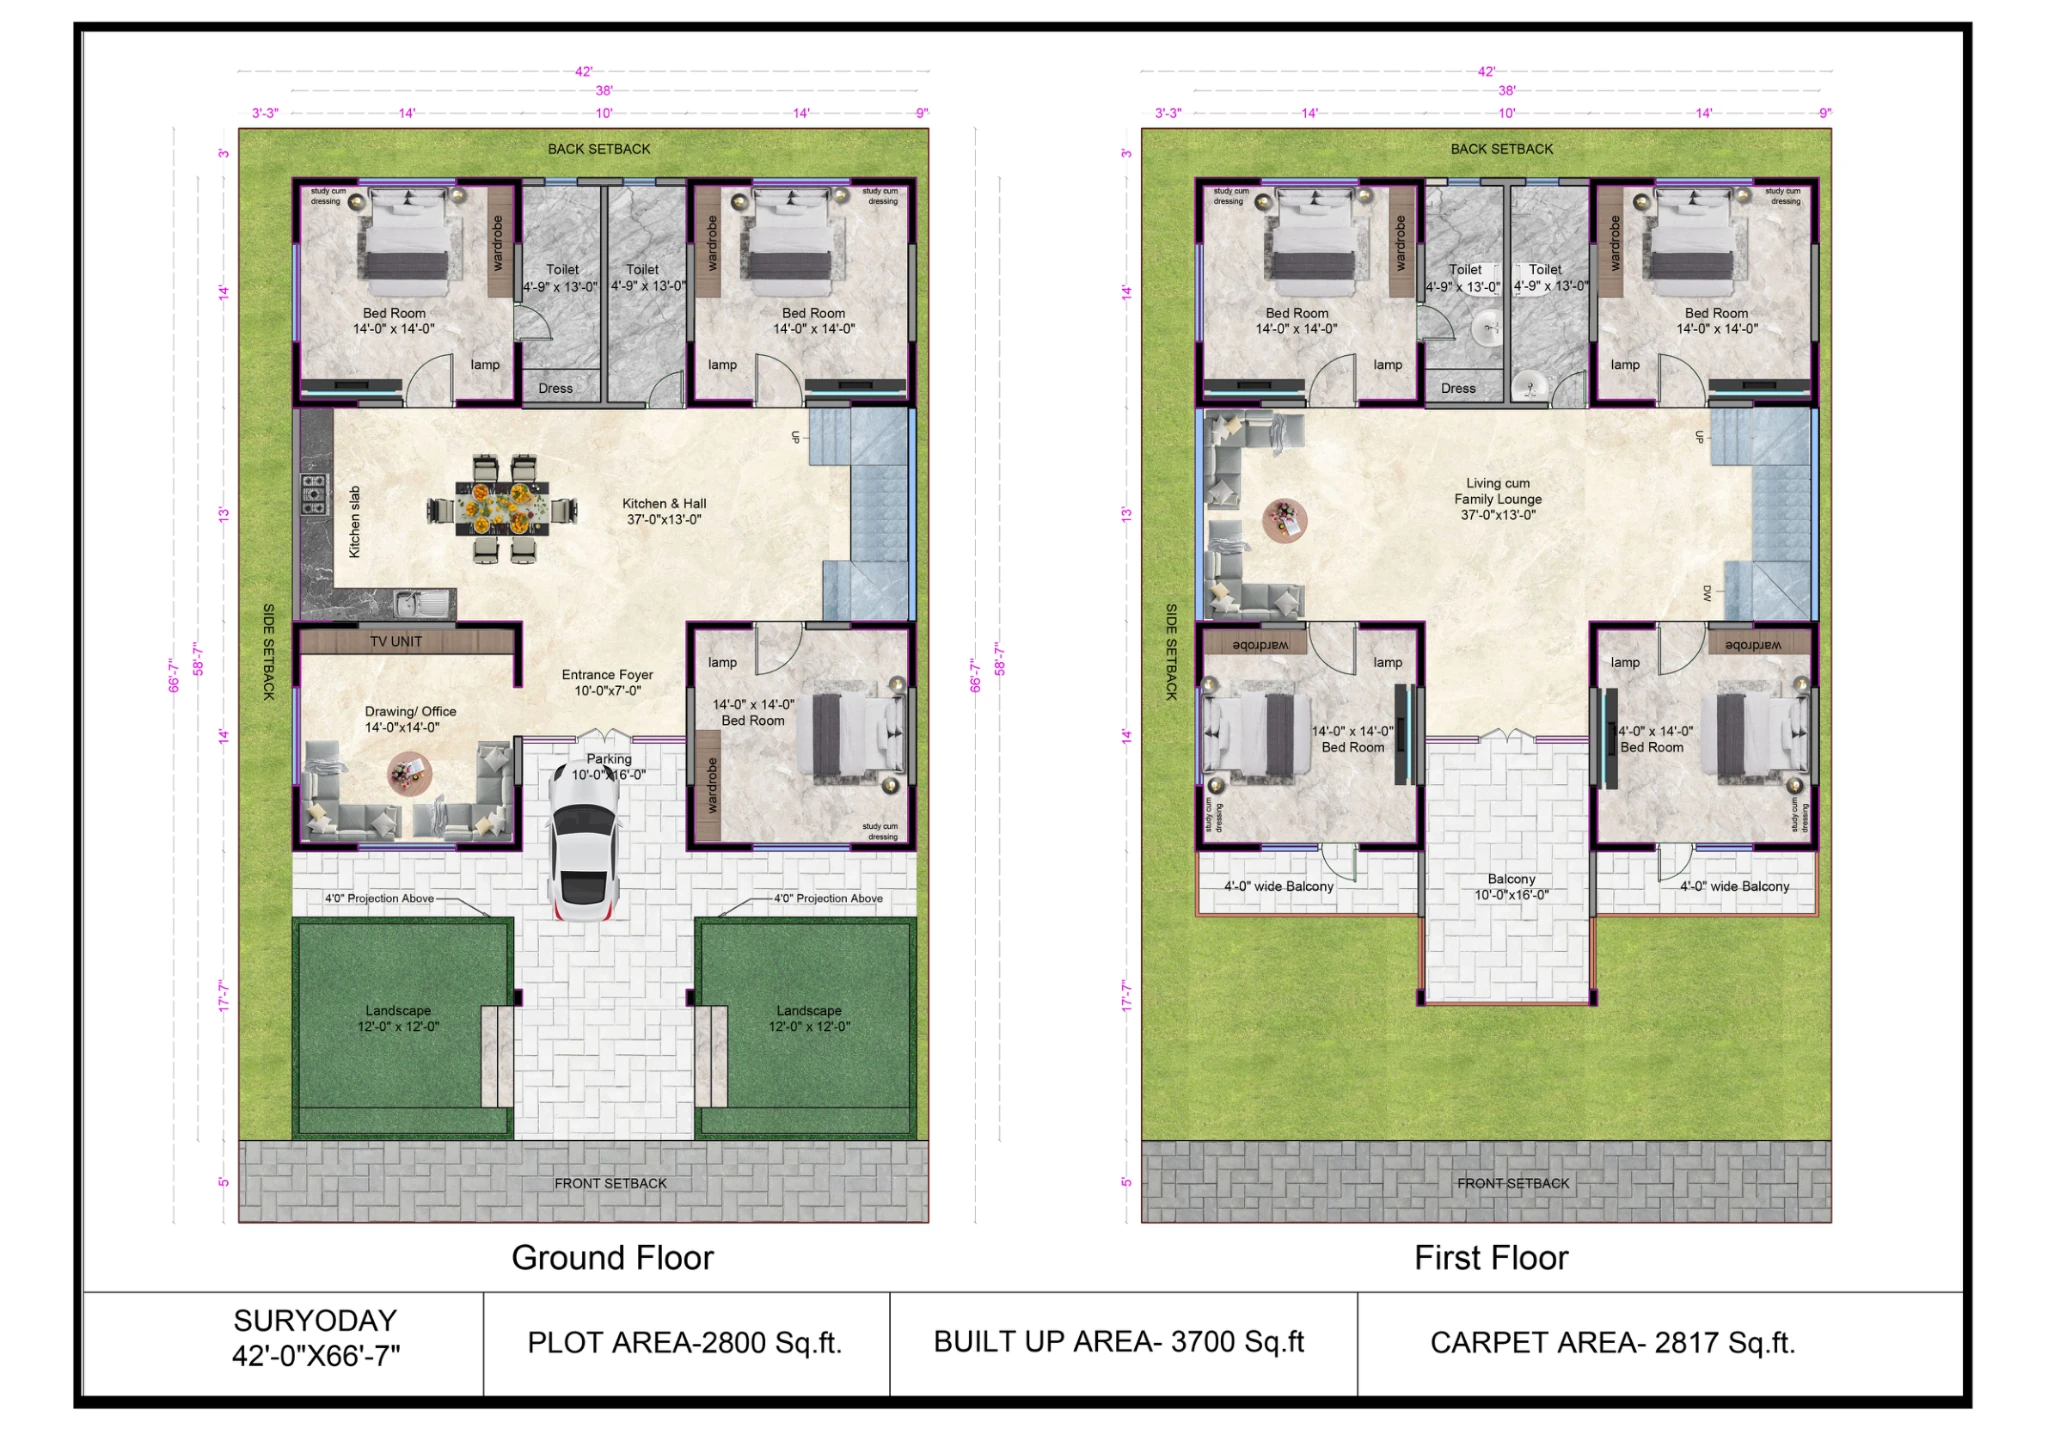 42'
38'
3'-3"
14'
10'
14'
9"
3'
BACK SETBACK
study cum
dressing
study cum
dressing
wardrobe
wardrobe
Toilet
4'-9" x 13'-0"
Toilet
4'-9" x 13'-0"
14'
Bed Room
14'-0" x 14'-0"
Bed Room
14'-0" x 14'-0"
lamp
lamp
Dress
UP
Kitchen slab
Kitchen & Hall
37'-0"x13'-0"
13'
SIDE SETBACK
66'-7"
58'-7"
TV UNIT
Entrance Foyer
10'-0"x7'-0"
lamp
Drawing/ Office
14'-0"x14'-0"
14'-0" x 14'-0"
Bed Room
14'
Parking
10'-0"x16'-0"
wardrobe
study cum
dressing
4'0" Projection Above
4'0" Projection Above
17'-7"
Landscape
12'-0" x 12'-0"
Landscape
12'-0" x 12'-0"
5'
FRONT SETBACK
Ground Floor
42'
38'
3'-3"
14'
10'
14'
9"
3'
BACK SETBACK
study cum
dressing
study cum
dressing
wardrobe
wardrobe
Toilet
4'-9" x 13'-0"
Toilet
4'-9" x 13'-0"
14'
Bed Room
14'-0" x 14'-0"
Bed Room
14'-0" x 14'-0"
lamp
lamp
Dress
UP
Living cum
Family Lounge
37'-0"x13'-0"
13'
DW
SIDE SETBACK
66'-7"
58'-7"
wardrobe
wardrobe
lamp
lamp
14'-0" x 14'-0"
Bed Room
14'-0" x 14'-0"
Bed Room
14'
study cum
dressing
study cum
dressing
4'-0" wide Balcony
Balcony
10'-0"x16'-0"
4'-0" wide Balcony
17'-7"
5'
FRONT SETBACK
First Floor
SURYODAY
42'-0"X66'-7"
PLOT AREA-2800 Sq.ft.
BUILT UP AREA- 3700 Sq.ft
CARPET AREA- 2817 Sq.ft.